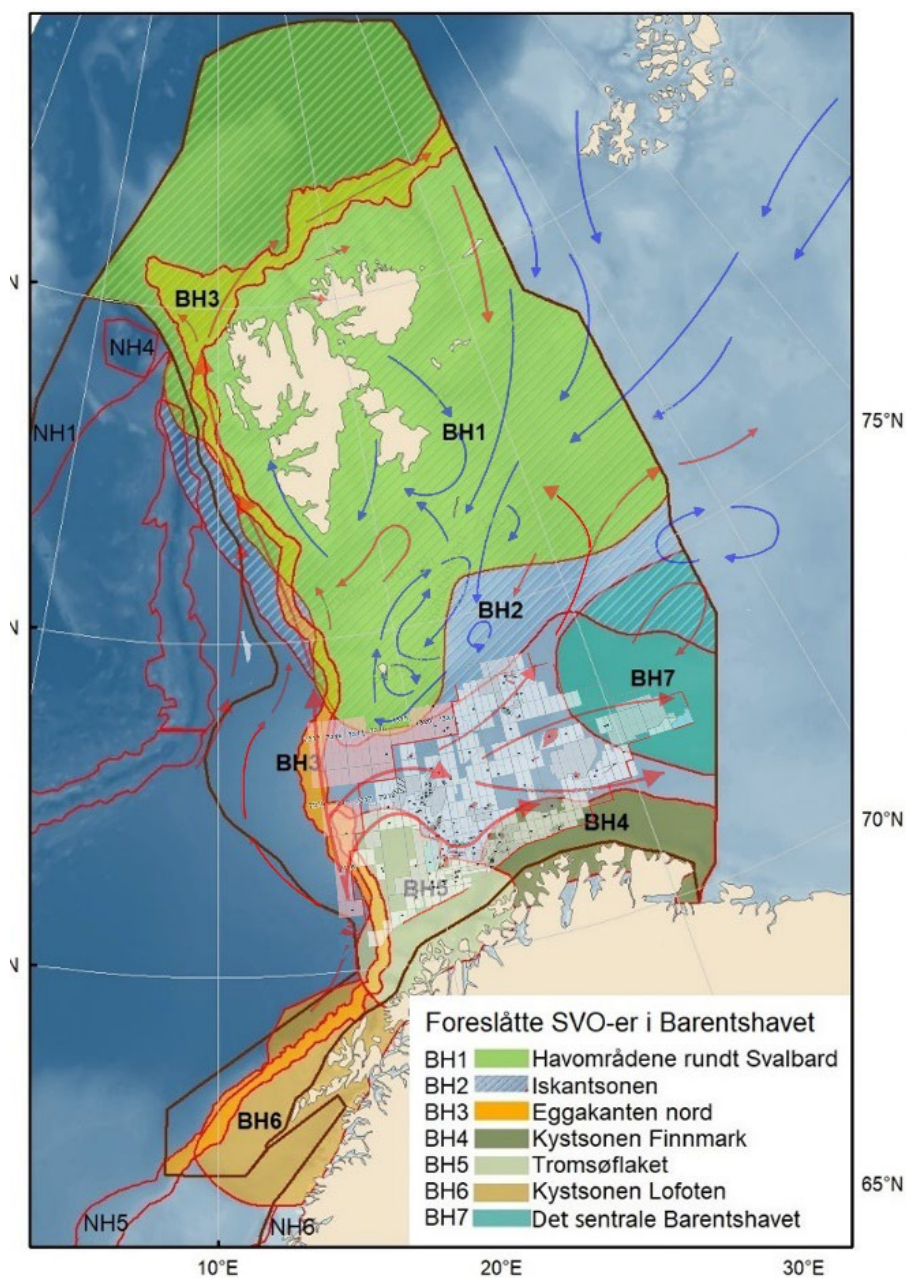 BH3
NH4
NH1
BH1
75°N
N
BH2
N
BH7
BH3
BH4
70°N
BH5
N
Foreslåtte SVO-er i Barentshavet
BH1 Havområdene rundt Svalbard
BH2 Iskantsonen
BH3 Eggakanten nord
BH4 Kystsonen Finnmark
BH5 Tromsøflaket
BH6 Kystsonen Lofoten
BH7 Det sentrale Barentshavet
BH6
65°N
NH5
NH6
10°E
20°E
30°E